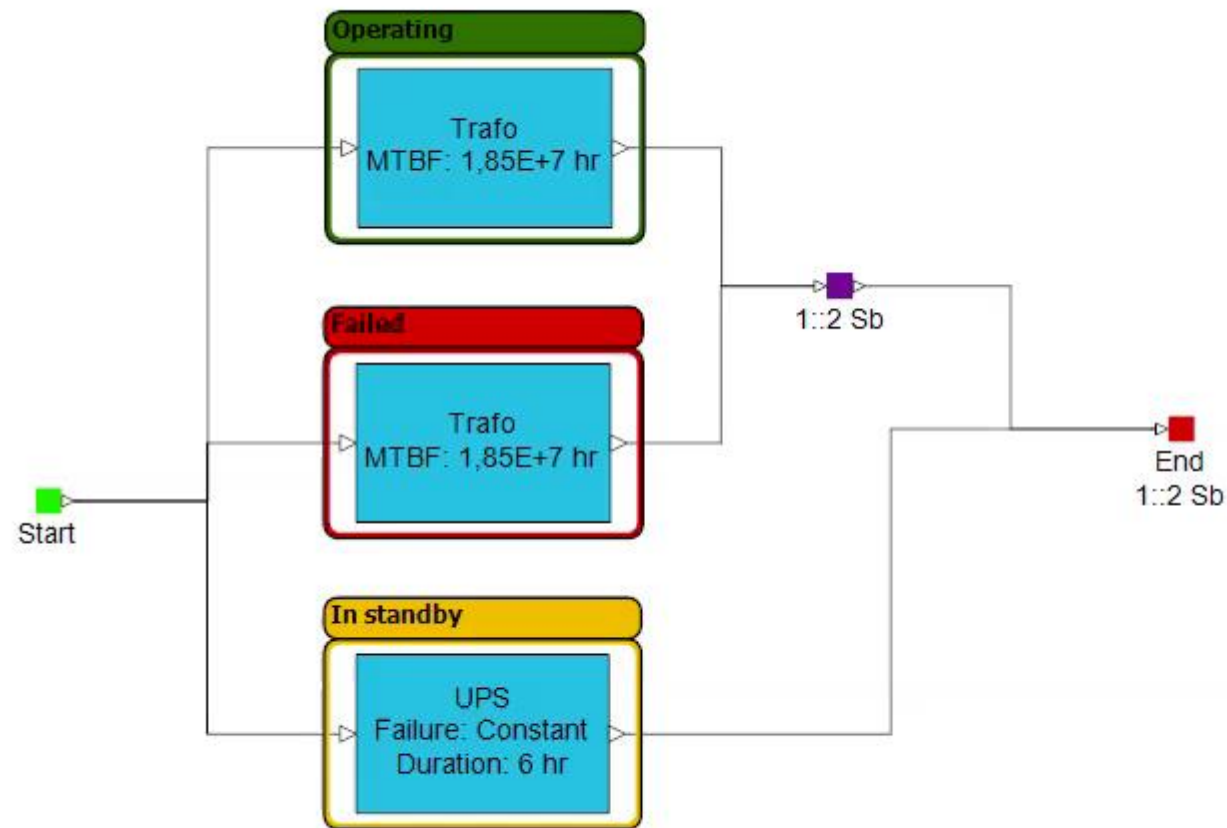 Operating
Trafo
MTBF: 1,85E+7 hr
1::2 Sb
Failed
Trafo
MTBF: 1,85E+7 hr
End
1::2 Sb
Start
In standby
UPS
Failure: Constant
Duration: 6 hr